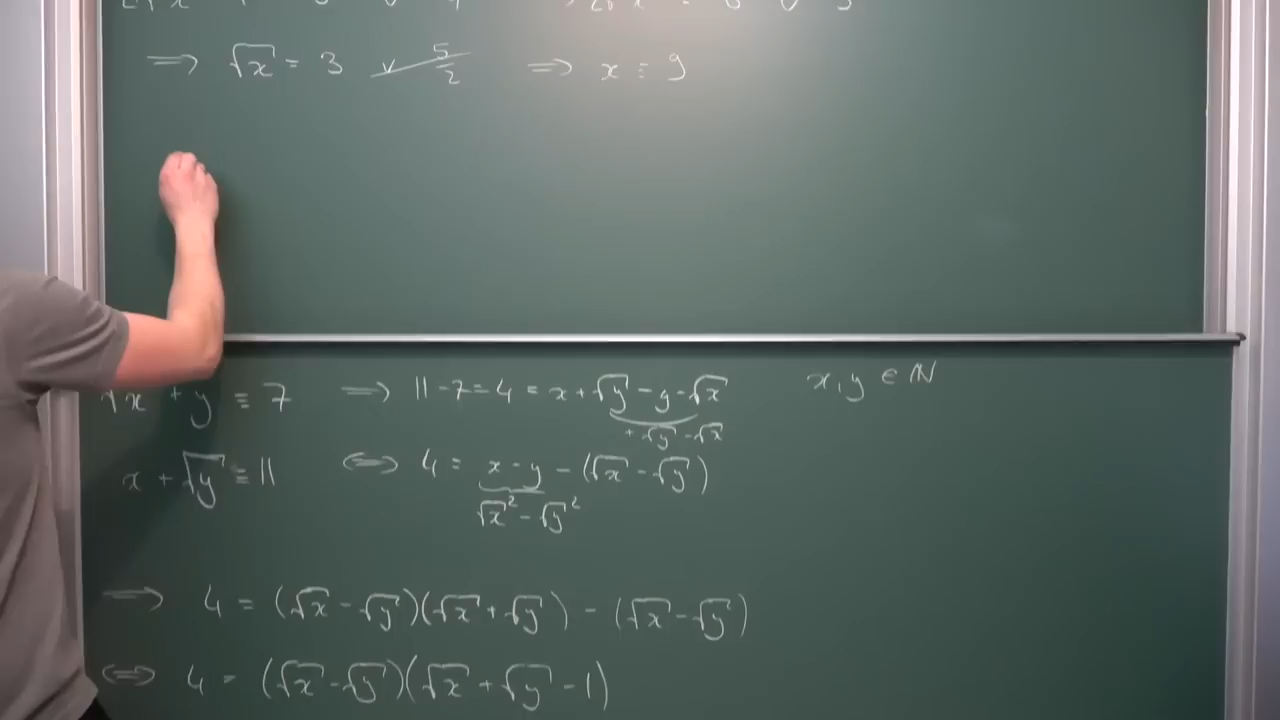 ⟹ √x = 3 ∨ 5/2 ⟹ x = 9
√x + y = 7 ⟹ 11 - 7 = 4 = x + √y - y - √x x, y ∈ ℕ
+ √y - √x
x + √y = 11 ⟺ 4 = x - y - (√x - √y)
√x² - √y²
⟹ 4 = (√x - √y)(√x + √y) - (√x - √y)
⟺ 4 = (√x - √y)(√x + √y - 1)